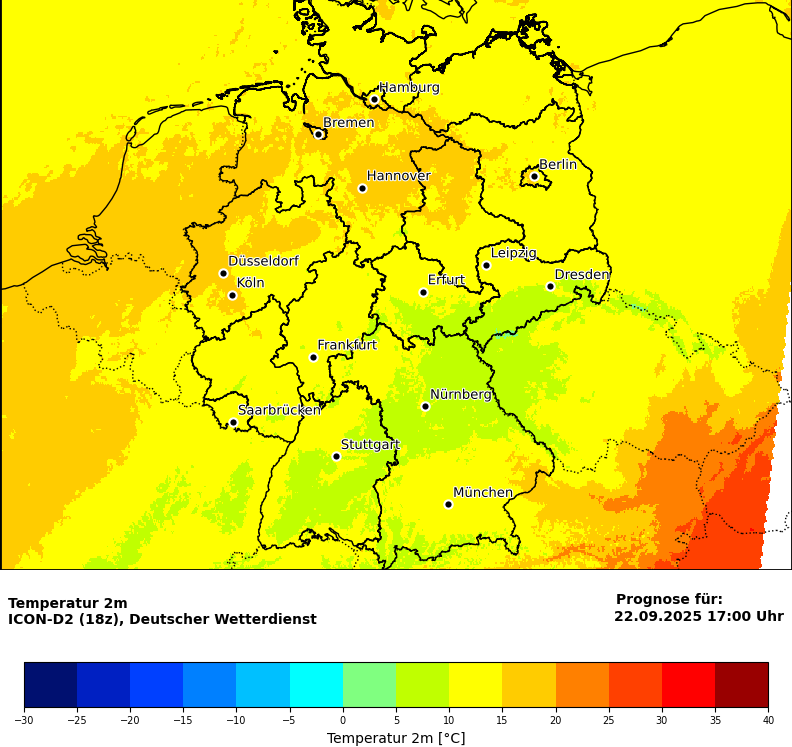 Hamburg
Bremen
Berlin
Hannover
Leipzig
Düsseldorf
Dresden
Köln
Erfurt
Frankfurt
Nürnberg
Saarbrücken
Stuttgart
München
Temperatur 2m
ICON-D2 (18z), Deutscher Wetterdienst
Prognose für:
22.09.2025 17:00 Uhr
−30 −25 −20 −15 −10 −5 0 5 10 15 20 25 30 35 40
Temperatur 2m [°C]